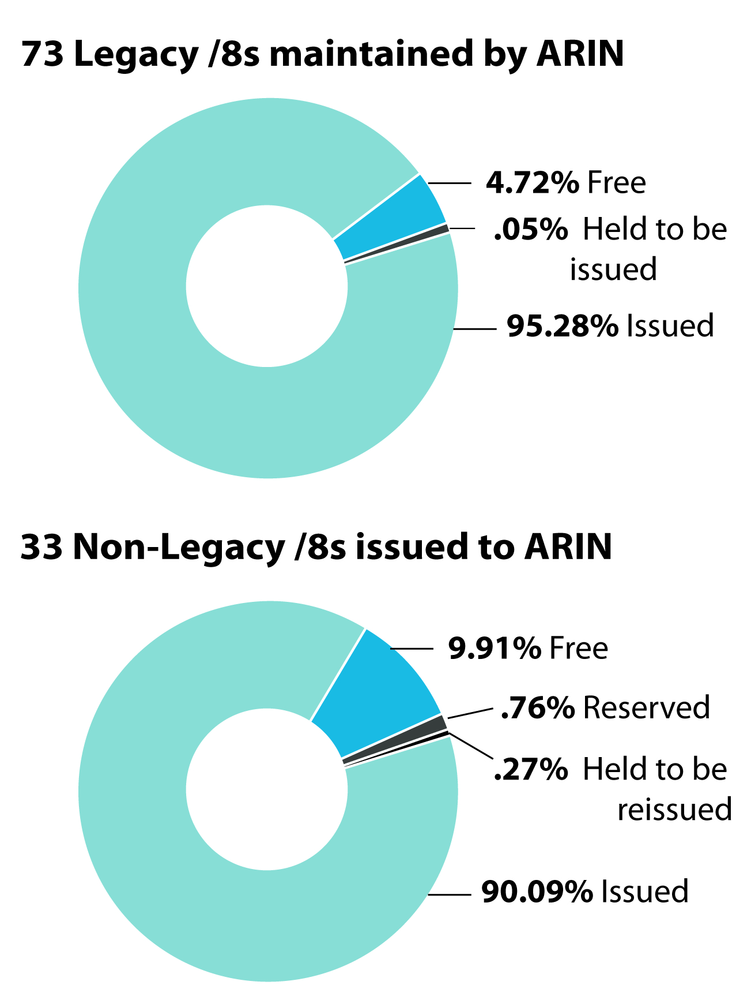 73 Legacy /8s maintained by ARIN
4.72% Free
.05% Held to be
issued
95.28% Issued
33 Non-Legacy /8s issued to ARIN
9.91% Free
.76% Reserved
.27% Held to be
reissued
90.09% Issued